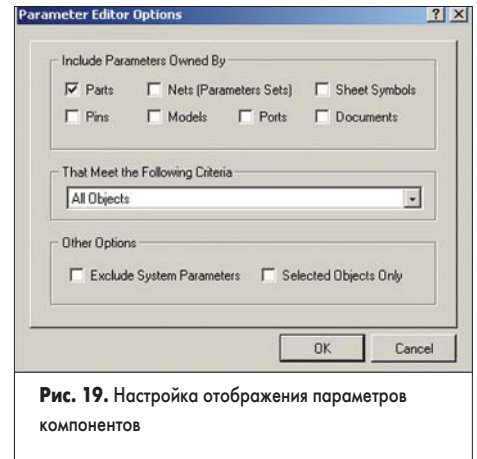 Parameter Editor Options
Include Parameters Owned By
Parts Nets (Parameters Sets) Sheet Symbols
Pins Models Ports Documents
That Meet the Following Criteria
All Objects
Other Options
Exclude System Parameters Selected Objects Only
OK Cancel
Рис. 19. Настройка отображения параметров
компонентов